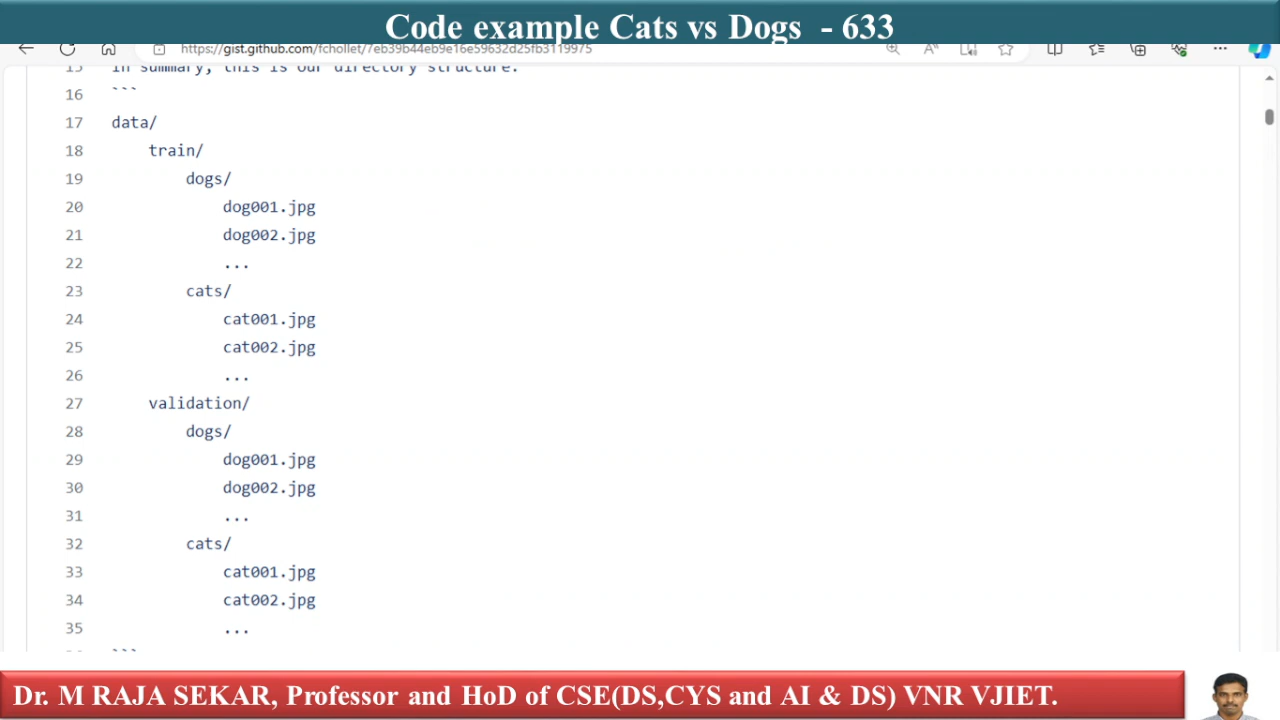 Code example Cats vs Dogs - 633
https://gist.github.com/fchollet/7eb39b44eb9e16e59632d25fb3119975
15 In summary, this is our directory structure:
16 ```
17 data/
18 train/
19 dogs/
20 dog001.jpg
21 dog002.jpg
22 ...
23 cats/
24 cat001.jpg
25 cat002.jpg
26 ...
27 validation/
28 dogs/
29 dog001.jpg
30 dog002.jpg
31 ...
32 cats/
33 cat001.jpg
34 cat002.jpg
35 ...
```
Dr. M RAJA SEKAR, Professor and HoD of CSE(DS,CYS and AI & DS) VNR VJIET.